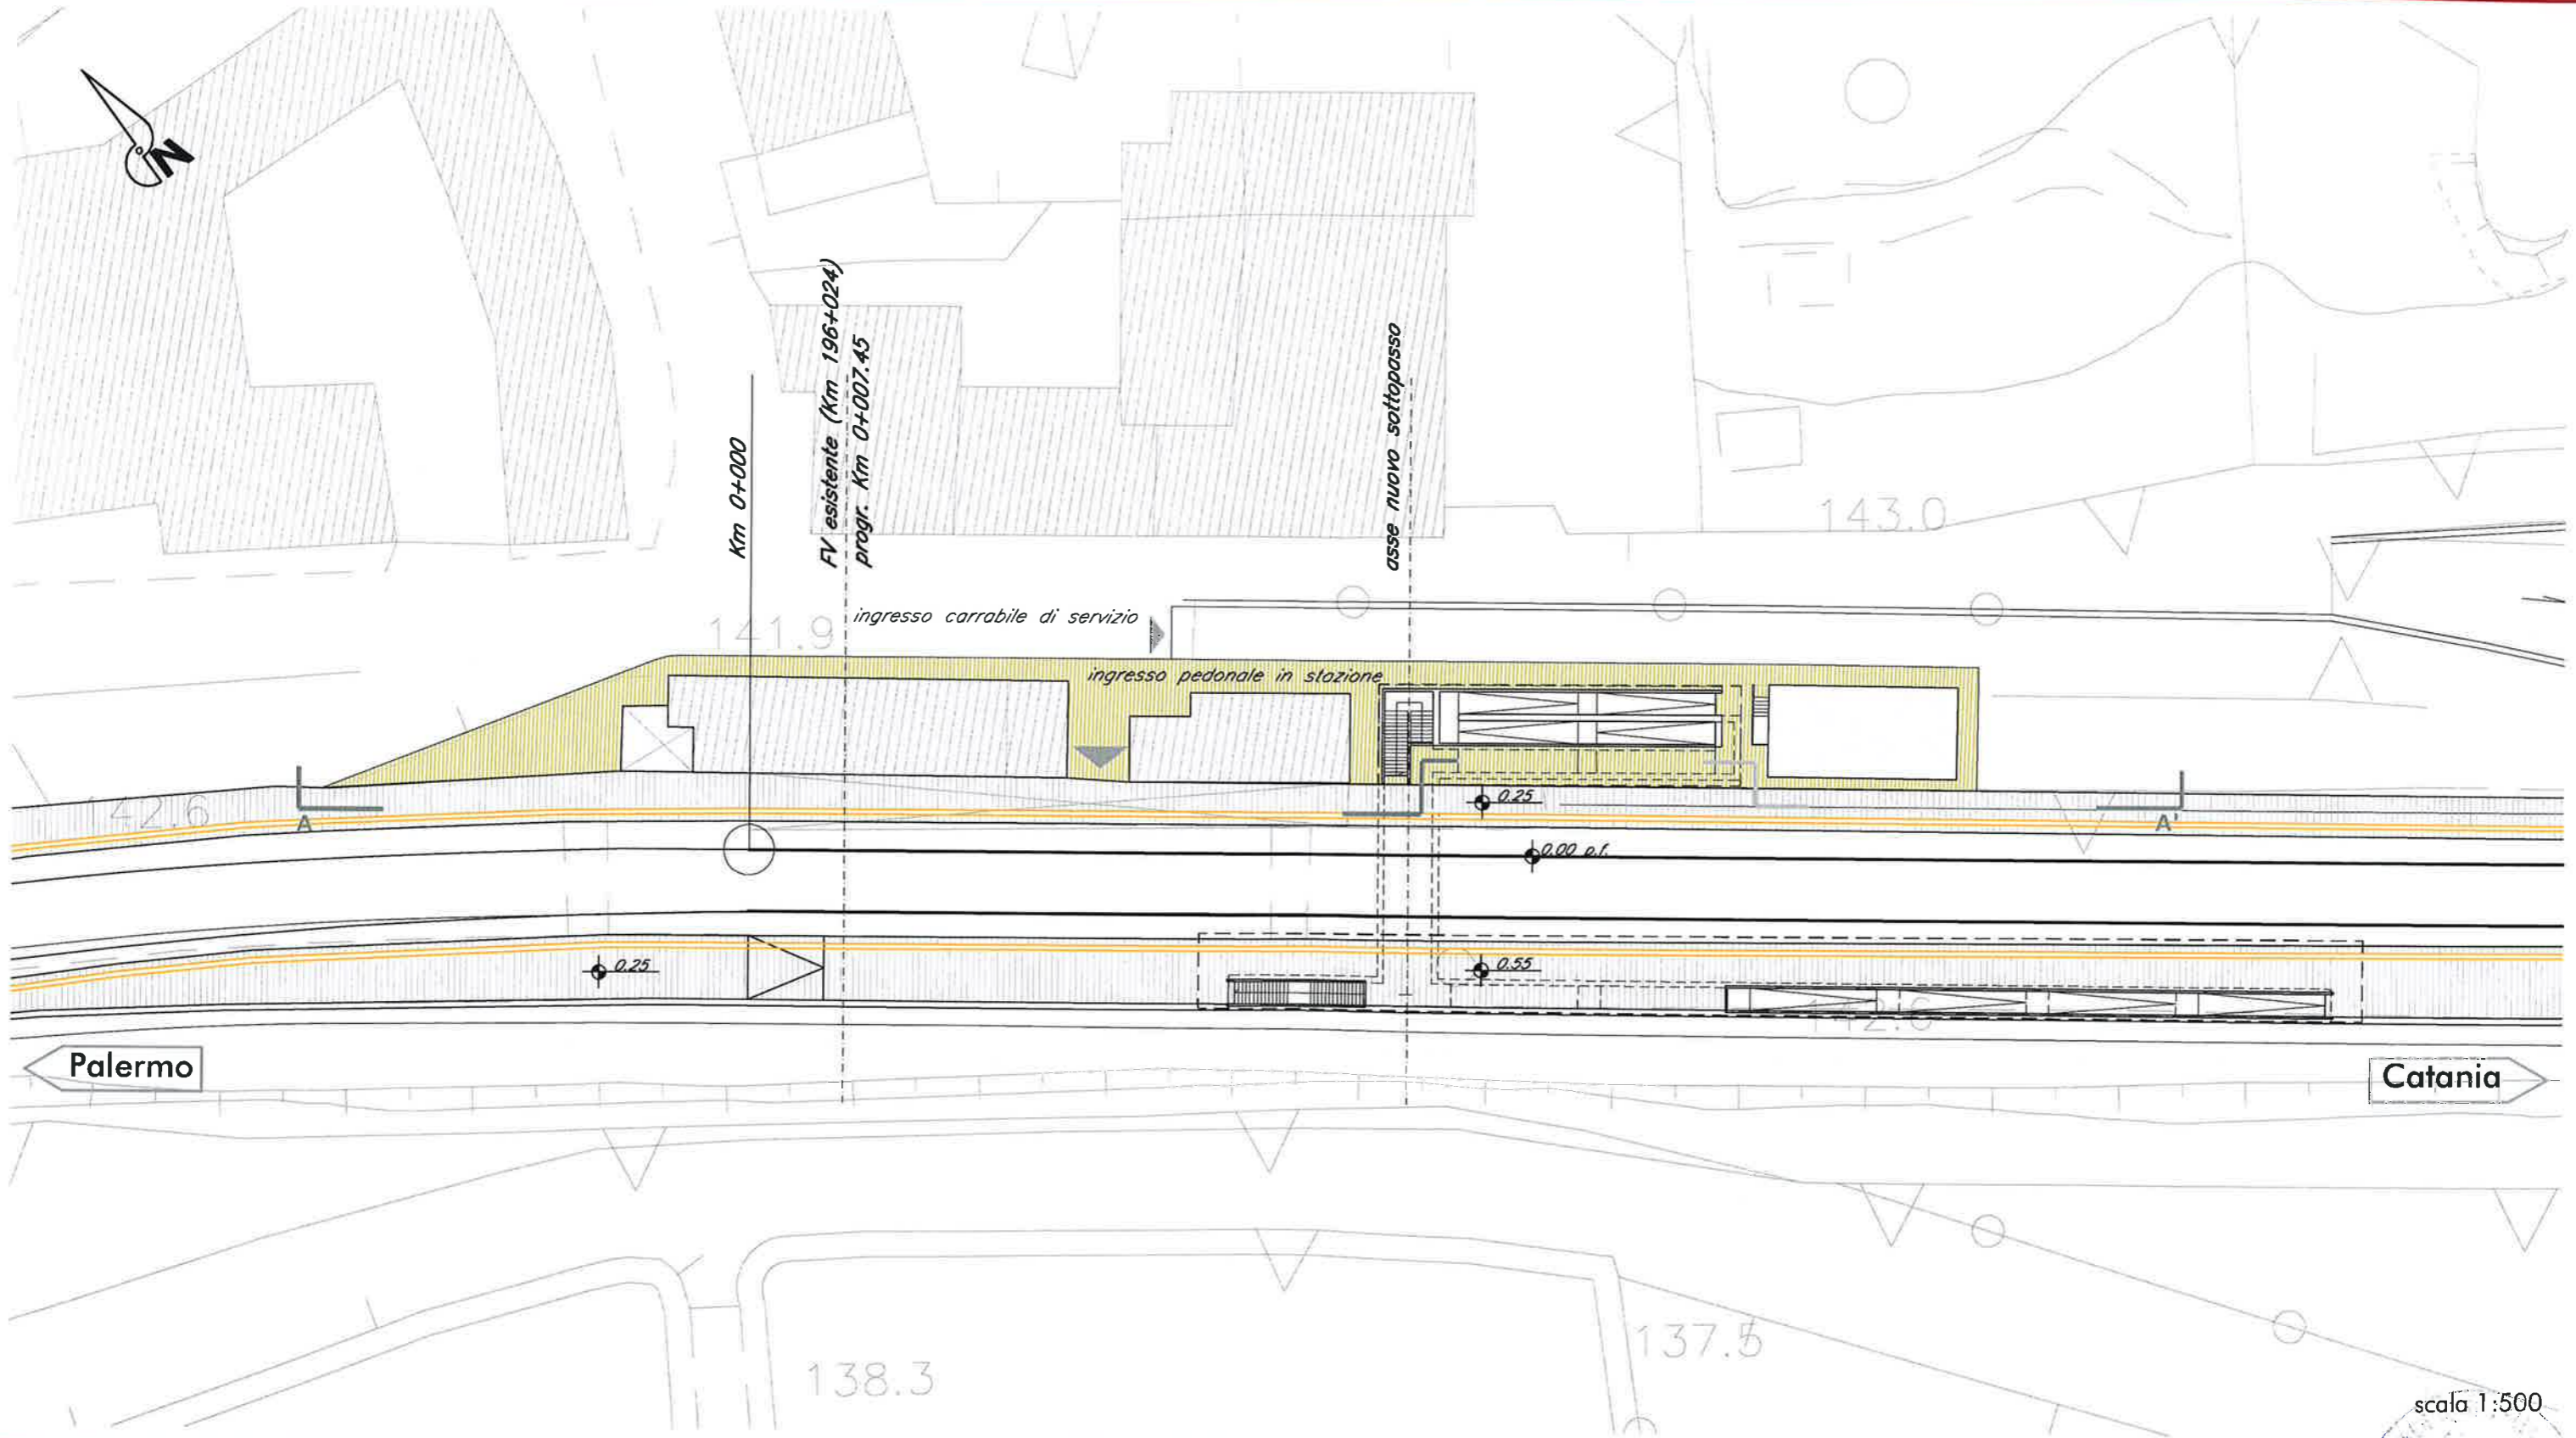 N
FV esistente (Km 196+024)
progr. Km 0+007.45
Km 0+000
asse nuovo sottopasso
143.0
141.9
ingresso carrabile di servizio
ingresso pedonale in stazione
142.6
A
0.25
A'
0.00 p.f.
0.25
0.55
142.6
Palermo
Catania
138.3
137.5
scala 1:500